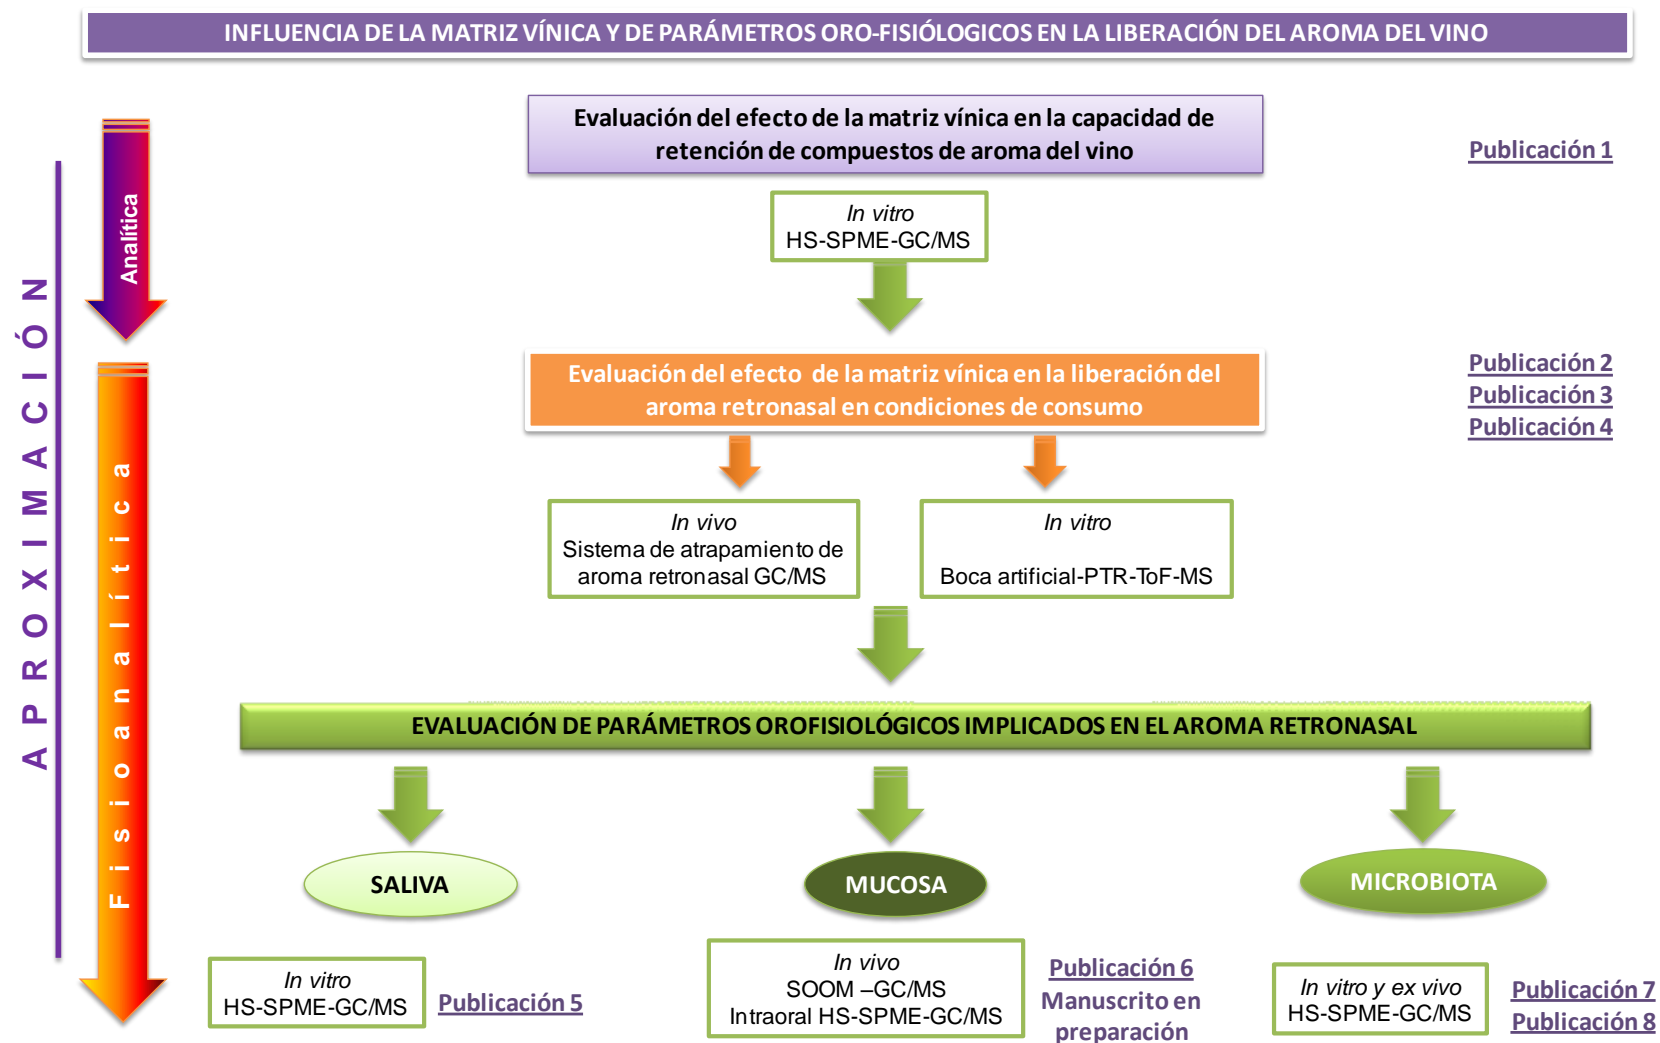 INFLUENCIA DE LA MATRIZ VÍNICA Y DE PARÁMETROS ORO-FISIÓLOGICOS EN LA LIBERACIÓN DEL AROMA DEL VINO
APROXIMACIÓN
Analítica
Fisioanalítica
Evaluación del efecto de la matriz vínica en la capacidad de
retención de compuestos de aroma del vino
Publicación 1
In vitro
HS-SPME-GC/MS
Evaluación del efecto de la matriz vínica en la liberación del
aroma retronasal en condiciones de consumo
Publicación 2
Publicación 3
Publicación 4
In vivo
Sistema de atrapamiento de
aroma retronasal GC/MS
In vitro
Boca artificial-PTR-ToF-MS
EVALUACIÓN DE PARÁMETROS OROFISIOLÓGICOS IMPLICADOS EN EL AROMA RETRONASAL
SALIVA
MUCOSA
MICROBIOTA
In vitro
HS-SPME-GC/MS
Publicación 5
In vivo
SOOM –GC/MS
Intraoral HS-SPME-GC/MS
Publicación 6
Manuscrito en
preparación
In vitro y ex vivo
HS-SPME-GC/MS
Publicación 7
Publicación 8